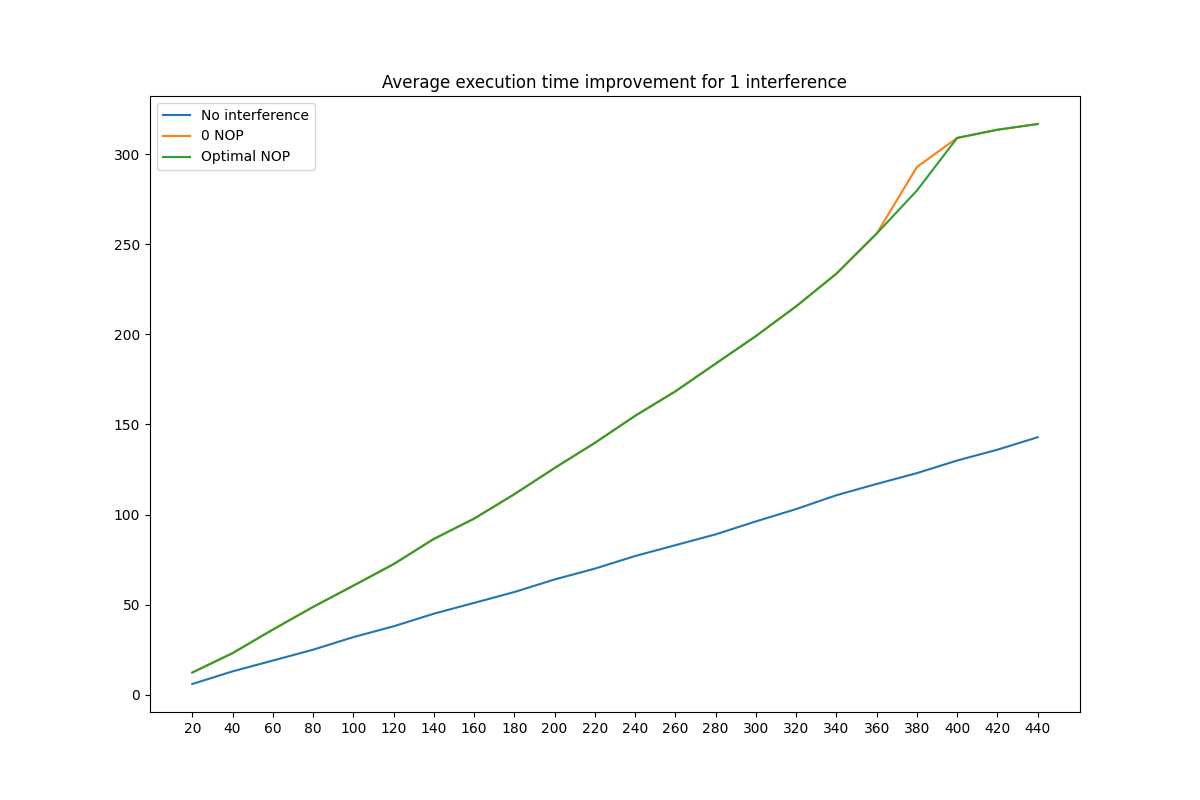 Average execution time improvement for 1 interference
No interference
0 NOP
Optimal NOP
300
250
200
150
100
50
0
20 40 60 80 100 120 140 160 180 200 220 240 260 280 300 320 340 360 380 400 420 440